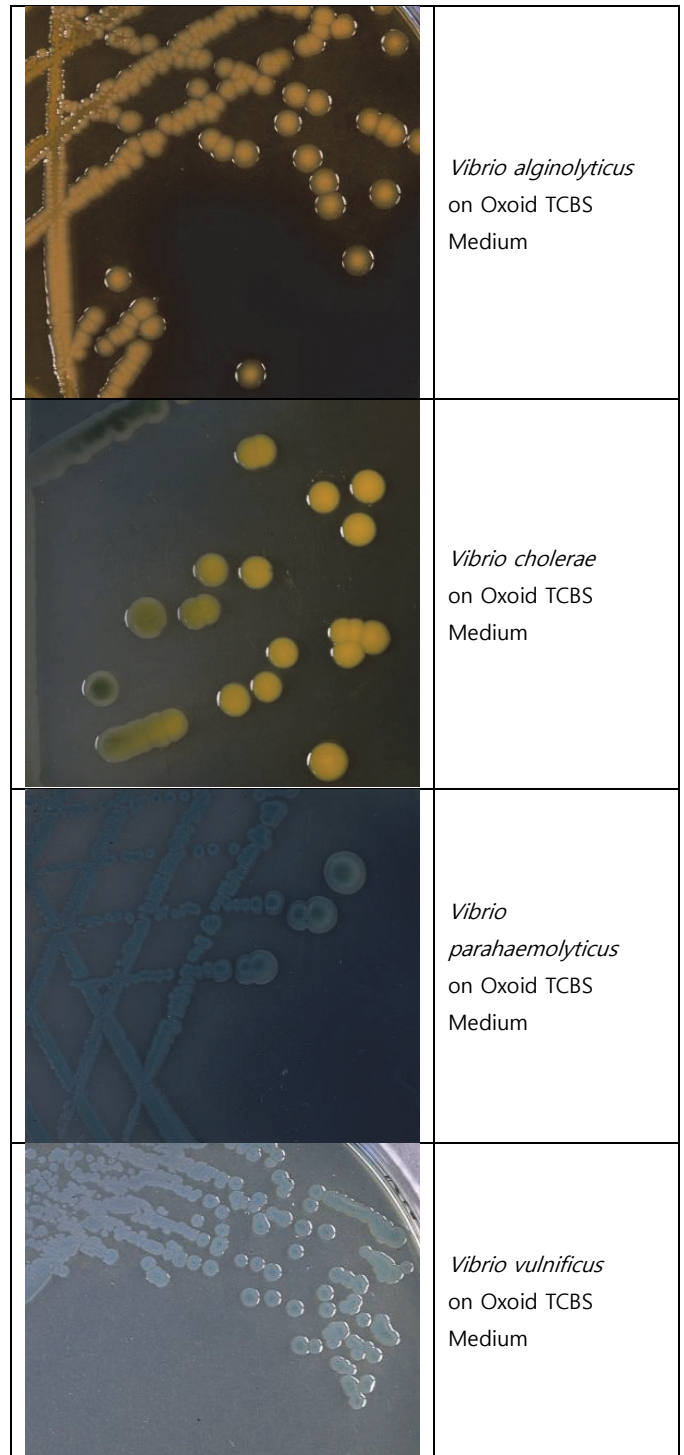 Vibrio alginolyticus
on Oxoid TCBS
Medium
Vibrio cholerae
on Oxoid TCBS
Medium
Vibrio
parahaemolyticus
on Oxoid TCBS
Medium
Vibrio vulnificus
on Oxoid TCBS
Medium